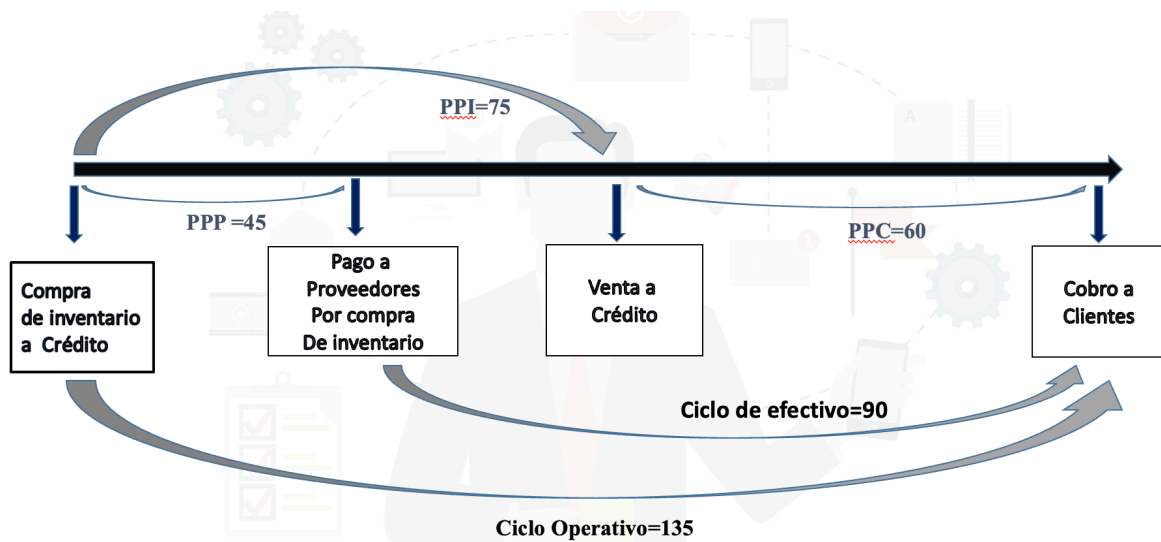 PPI=75
PPP =45
PPC=60
Compra
de inventario
a Crédito
Pago a
Proveedores
Por compra
De inventario
Venta a
Crédito
Cobro a
Clientes
Ciclo de efectivo=90
Ciclo Operativo=135
A
1